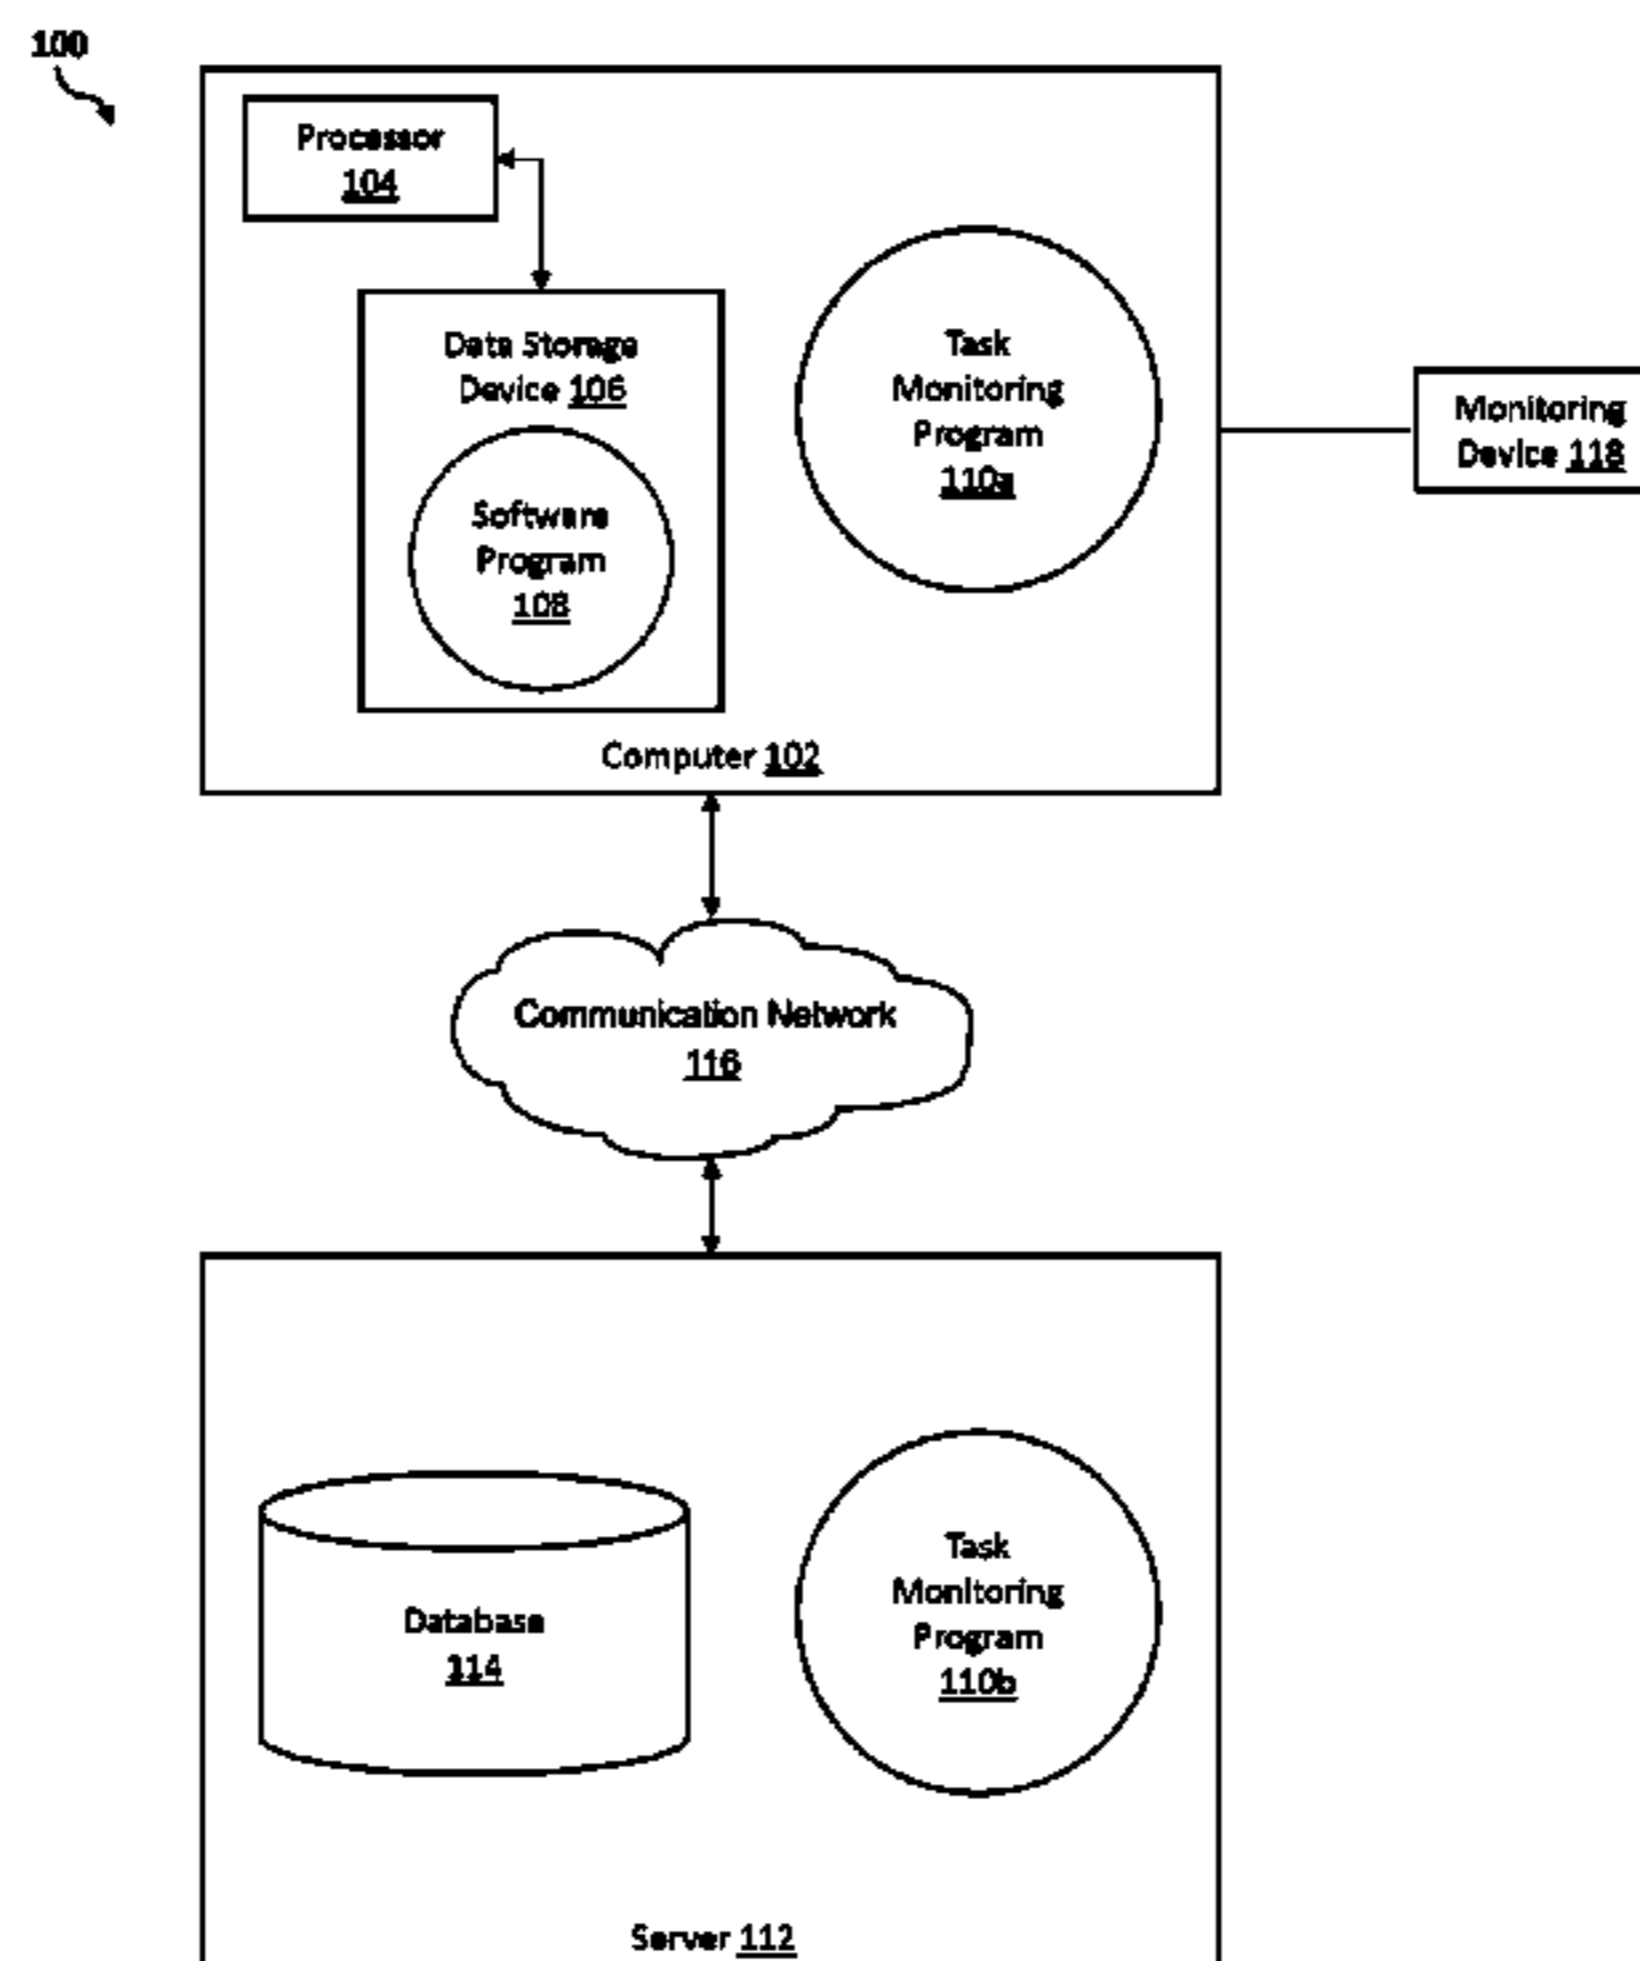 100
Processor
104
Data Storage
Device 106
Software
Program
108
Task
Monitoring
Program
110a
Monitoring
Device 118
Computer 102
Communication Network
116
Database
114
Task
Monitoring
Program
110b
Server 112